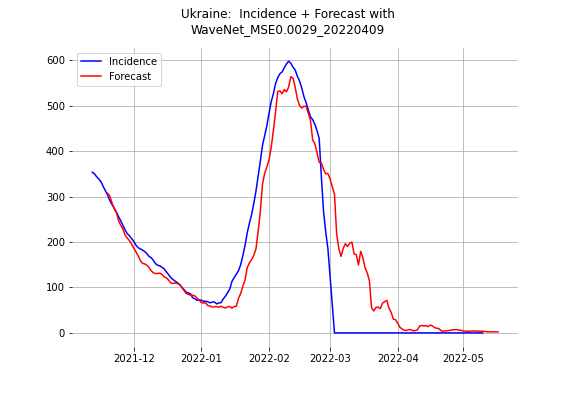 Ukraine:  Incidence + Forecast with
WaveNet_MSE0.0029_20220409
Incidence
Forecast
600
500
400
300
200
100
0
2021-12 2022-01 2022-02 2022-03 2022-04 2022-05